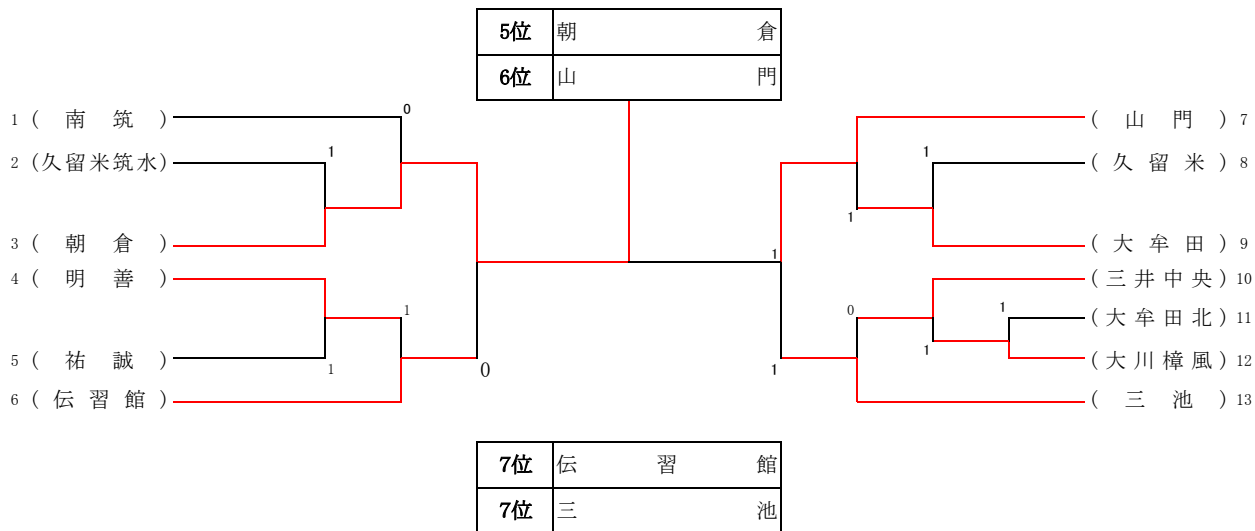 5位 朝倉
6位 山門
0
1 (南筑)
2 (久留米筑水)
1
3 (朝倉)
4 (明善)
1
5 (祐誠)
1
0
6 (伝習館)
(山門) 7
1
(久留米) 8
1
(大牟田) 9
1
(三井中央) 10
0
1
(大牟田北) 11
1
(大川樟風) 12
1
(三池) 13
7位 伝習館
7位 三池